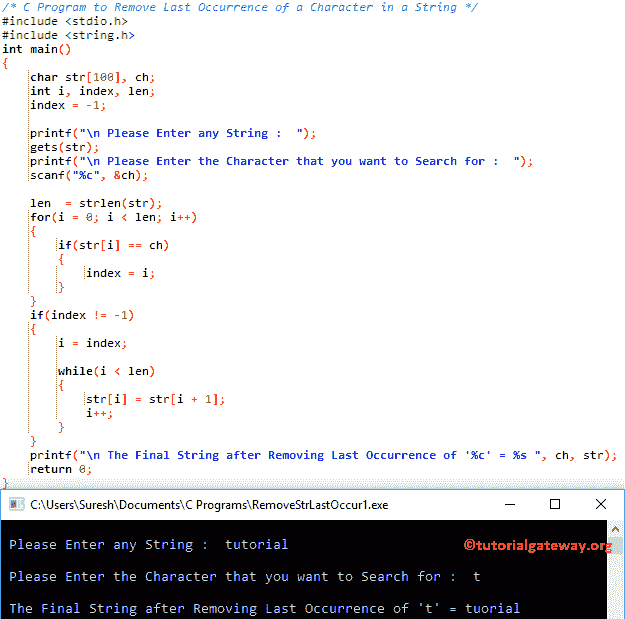 /* C Program to Remove Last Occurrence of a Character in a String */
#include <stdio.h>
#include <string.h>
int main()
{
    char str[100], ch;
    int i, index, len;
    index = -1;

    printf("\n Please Enter any String :  ");
    gets(str);
    printf("\n Please Enter the Character that you want to Search for :  ");
    scanf("%c", &ch);

    len  = strlen(str);
    for(i = 0; i < len; i++)
    {
        if(str[i] == ch)
        {
            index = i;
        }
    }
    if(index != -1)
    {
        i = index;

        while(i < len)
        {
            str[i] = str[i + 1];
            i++;
        }
    }
    printf("\n The Final String after Removing Last Occurrence of '%c' = %s ", ch, str);
    return 0;
}
C:\Users\Suresh\Documents\C Programs\RemoveStrLastOccur1.exe
Please Enter any String :  tutorial
©tutorialgateway.org
Please Enter the Character that you want to Search for :  t
The Final String after Removing Last Occurrence of 't' = tuorial